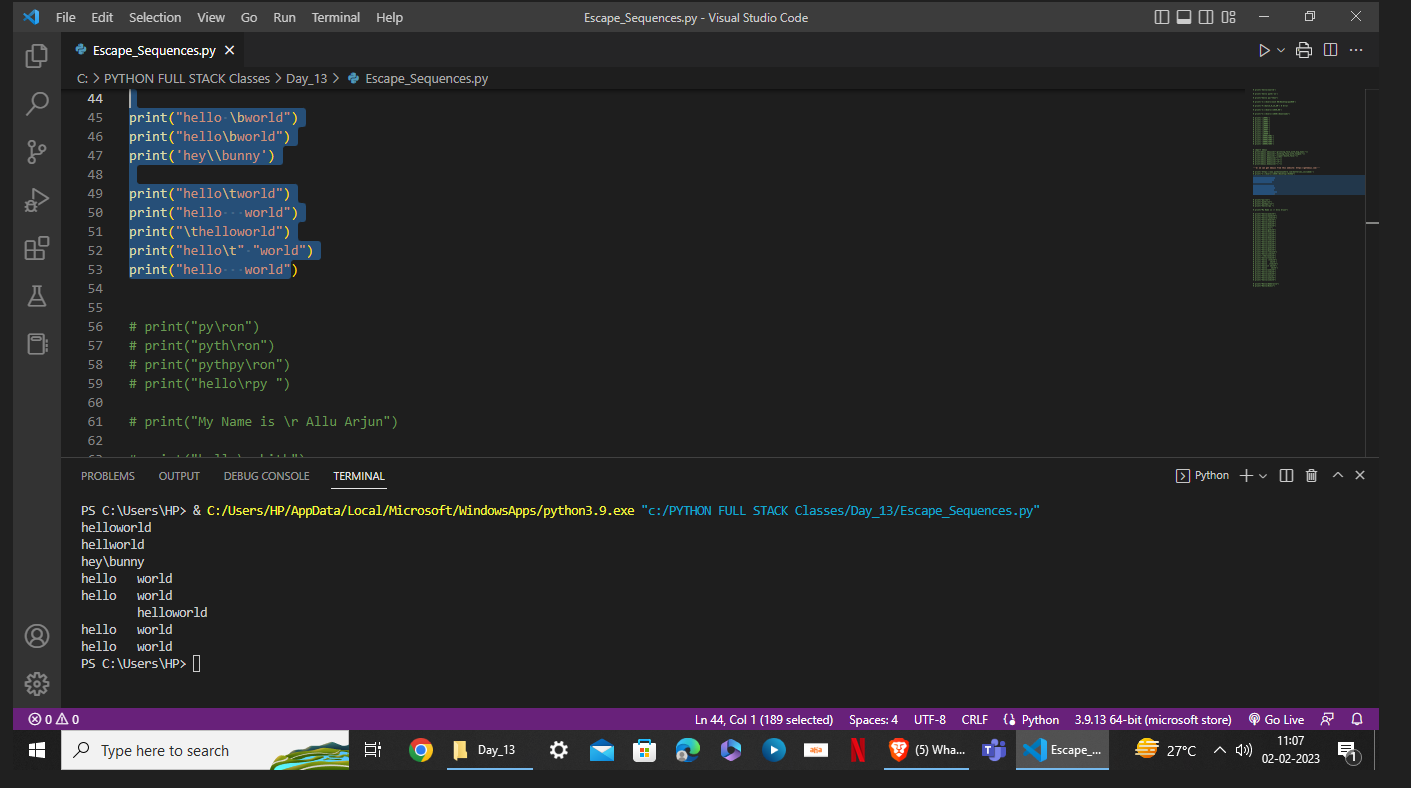 File Edit Selection View Go Run Terminal Help Escape_Sequences.py - Visual Studio Code
Escape_Sequences.py
C: > PYTHON FULL STACK Classes > Day_13 > Escape_Sequences.py
44
45 print("hello \bworld")
46 print("hello\bworld")
47 print('hey\\bunny')
48
49 print("hello\tworld")
50 print("hello   world")
51 print("\thelloworld")
52 print("hello\t" "world")
53 print("hello   world")
54
55
56 # print("py\ron")
57 # print("pyth\ron")
58 # print("pythpy\ron")
59 # print("hello\rpy ")
60
61 # print("My Name is \r Allu Arjun")
62
PROBLEMS OUTPUT DEBUG CONSOLE TERMINAL Python
PS C:\Users\HP> & C:/Users/HP/AppData/Local/Microsoft/WindowsApps/python3.9.exe "c:/PYTHON FULL STACK Classes/Day_13/Escape_Sequences.py"
helloworld
hellworld
hey\bunny
hello   world
hello   world
        helloworld
hello   world
hello   world
PS C:\Users\HP>
0 0 Ln 44, Col 1 (189 selected) Spaces: 4 UTF-8 CRLF Python 3.9.13 64-bit (microsoft store) Go Live
Type here to search Day_13 (5) Wha... Escape_... 27°C 11:07 1
02-02-2023